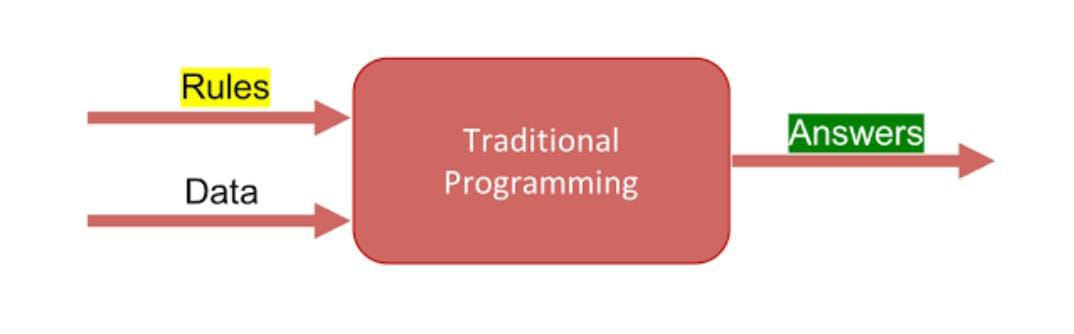 Rules
Data
Traditional
Programming
Answers